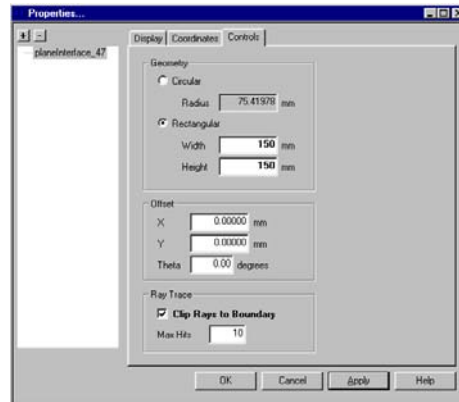 Properties...
+ -
planeInterface_47
Display Coordinates Controls
Geometry
Circular
Radius 75.41978 mm
Rectangular
Width 150 mm
Height 150 mm
Offset
X 0.00000 mm
Y 0.00000 mm
Theta 0.00 degrees
Ray Trace
Clip Rays to Boundary
Max Hits 10
OK Cancel Apply Help